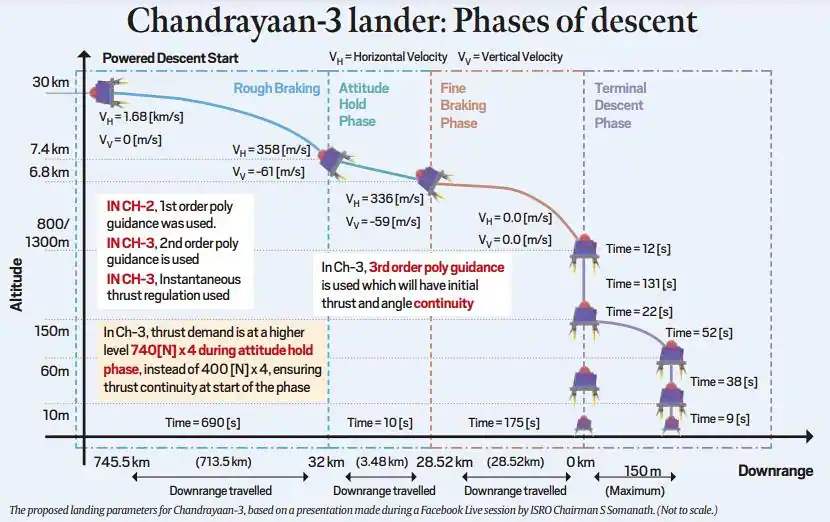 Chandrayaan-3 lander: Phases of descent
Powered Descent Start
V_H = Horizontal Velocity V_V = Vertical Velocity
30 km
Rough Braking
Attitude
Hold
Phase
Fine
Braking
Phase
Terminal
Descent
Phase
V_H = 1.68 [km/s]
V_V = 0 [m/s]
7.4 km
6.8 km
V_H = 358 [m/s]
V_V = -61 [m/s]
V_H = 336 [m/s]
V_V = -59 [m/s]
V_H = 0.0 [m/s]
V_V = 0.0 [m/s]
IN CH-2, 1st order poly
guidance was used.
IN CH-3, 2nd order poly
guidance is used
IN CH-3, Instantaneous
thrust regulation used
800/
1300m
In Ch-3, 3rd order poly guidance
is used which will have initial
thrust and angle continuity
Time = 12 [s]
Time = 131 [s]
Time = 22 [s]
Time = 52 [s]
Time = 38 [s]
Time = 9 [s]
Altitude
150m
60m
10m
In Ch-3, thrust demand is at a higher
level 740[N] x 4 during attitude hold
phase, instead of 400 [N] x 4, ensuring
thrust continuity at start of the phase
Time = 690 [s]
Time = 10 [s]
Time = 175 [s]
745.5 km (713.5km) 32 km (3.48 km) 28.52 km (28.52km) 0 km
Downrange travelled
Downrange travelled
Downrange travelled
150 m
(Maximum)
Downrange
The proposed landing parameters for Chandrayaan-3, based on a presentation made during a Facebook Live session by ISRO Chairman S Somanath. (Not to scale.)